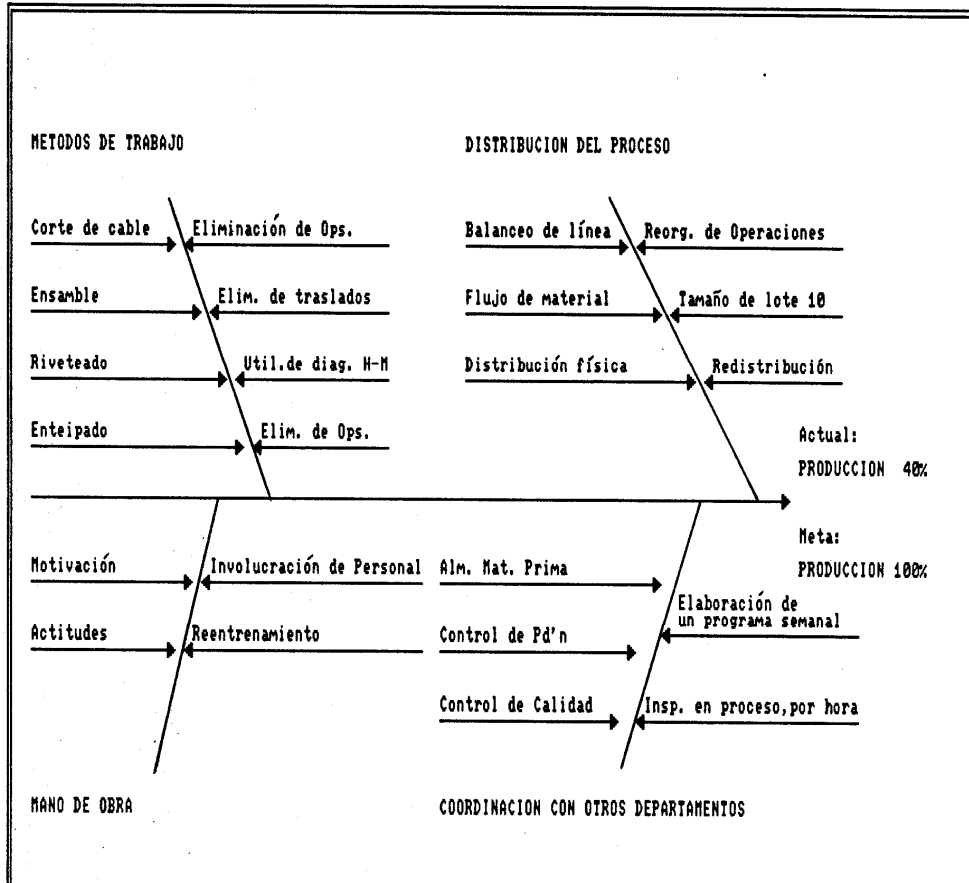 METODOS DE TRABAJO
DISTRIBUCION DEL PROCESO
Corte de cable
Eliminación de Ops.
Balanceo de línea
Reorg. de Operaciones
Ensamble
Elim. de traslados
Flujo de material
Tamaño de lote 10
Riveteado
Util.de diag. H-M
Distribución física
Redistribución
Enteipado
Elim. de Ops.
Actual:
PRODUCCION 40%
Meta:
PRODUCCION 100%
Motivación
Involucración de Personal
Alm. Mat. Prima
Elaboración de
un programa semanal
Actitudes
Reentrenamiento
Control de Pd'n
Control de Calidad
Insp. en proceso,por hora
MANO DE OBRA
COORDINACION CON OTROS DEPARTAMENTOS